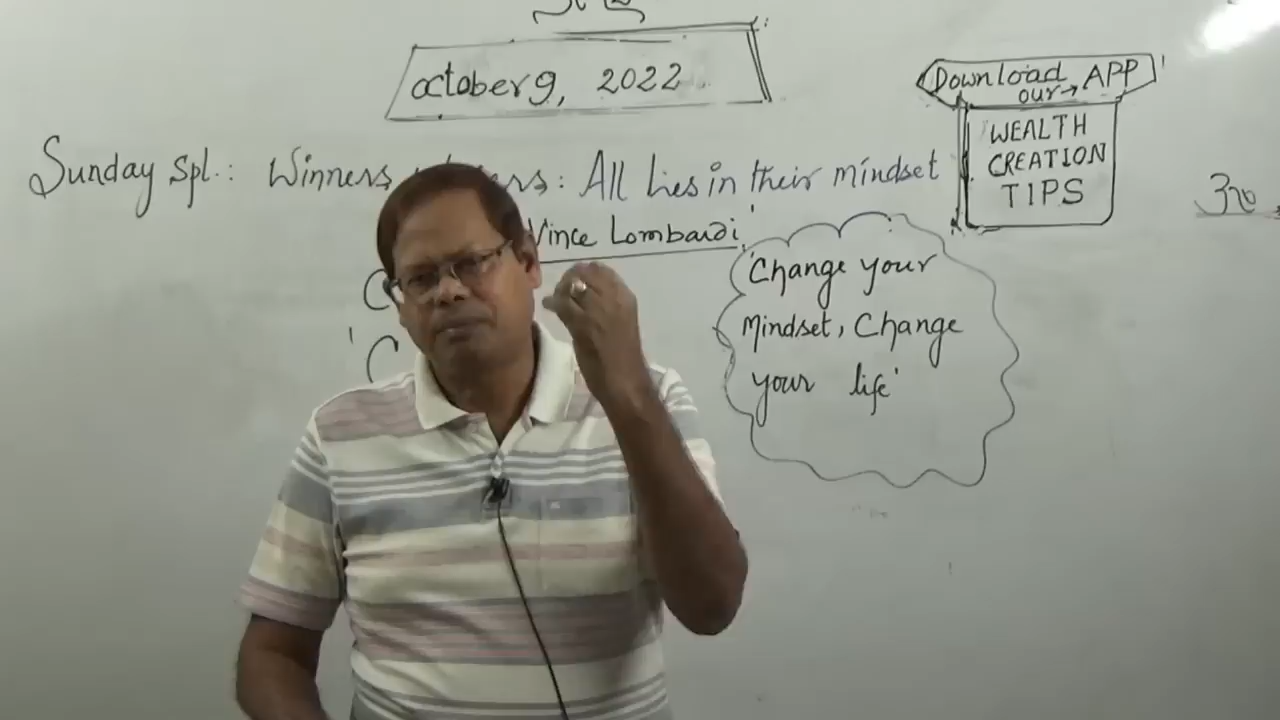 october 9, 2022
Download
our→ APP
WEALTH
CREATION
TIPS
Sunday Spl.: Winners : All lies in their mindset
Vince Lombardi'
'Change your
Mindset, Change
your life'